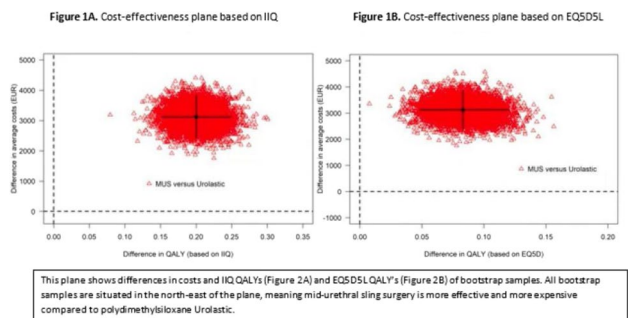 Figure 1A. Cost-effectiveness plane based on IIQ
Figure 1B. Cost-effectiveness plane based on EQ5D5L
Difference in average costs (EUR)
5000
4000
3000
2000
1000
0
MUS versus Urolastic
0.00 0.05 0.10 0.15 0.20 0.25 0.30 0.35
Difference in QALY (based on IIQ)
Difference in average costs (EUR)
5000
4000
3000
2000
1000
0
-1000
MUS versus Urolastic
0.00 0.05 0.10 0.15 0.20
Difference in QALY (based on EQ5D)
This plane shows differences in costs and IIQ QALYs (Figure 2A) and EQ5D5L QALY's (Figure 2B) of bootstrap samples. All bootstrap
samples are situated in the north-east of the plane, meaning mid-urethral sling surgery is more effective and more expensive
compared to polydimethylsiloxane Urolastic.